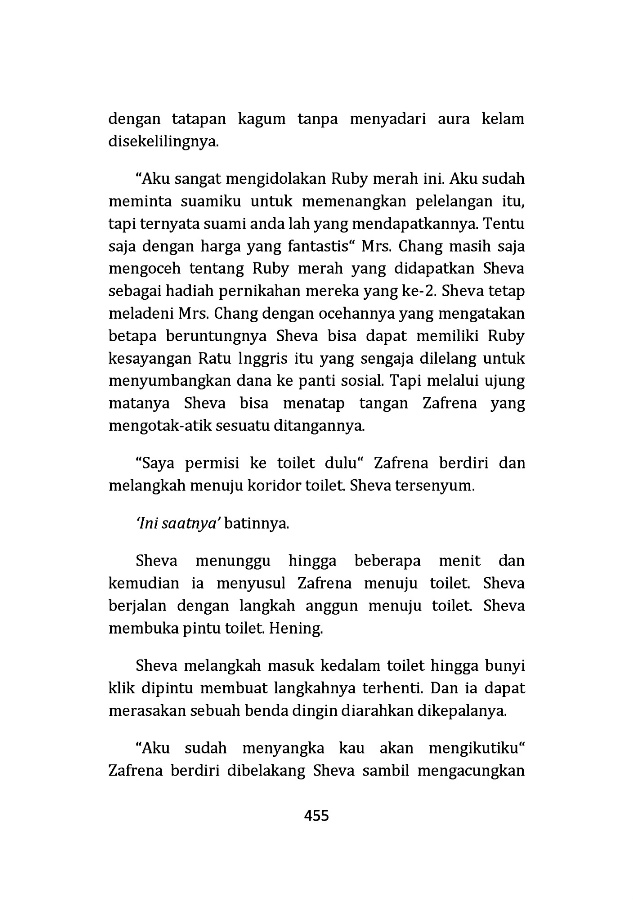 dengan tatapan kagum tanpa menyadari aura kelam
disekelilingnya.
“Aku sangat mengidolakan Ruby merah ini. Aku sudah
meminta suamiku untuk memenangkan pelelangan itu,
tapi ternyata suami anda lah yang mendapatkannya. Tentu
saja dengan harga yang fantastis“ Mrs. Chang masih saja
mengoceh tentang Ruby merah yang didapatkan Sheva
sebagai hadiah pernikahan mereka yang ke-2. Sheva tetap
meladeni Mrs. Chang dengan ocehannya yang mengatakan
betapa beruntungnya Sheva bisa dapat memiliki Ruby
kesayangan Ratu Inggris itu yang sengaja dilelang untuk
menyumbangkan dana ke panti sosial. Tapi melalui ujung
matanya Sheva bisa menatap tangan Zafrena yang
mengotak-atik sesuatu ditangannya.
“Saya permisi ke toilet dulu“ Zafrena berdiri dan
melangkah menuju koridor toilet. Sheva tersenyum.
‘Ini saatnya’ batinnya.
Sheva menunggu hingga beberapa menit dan
kemudian ia menyusul Zafrena menuju toilet. Sheva
berjalan dengan langkah anggun menuju toilet. Sheva
membuka pintu toilet. Hening.
Sheva melangkah masuk kedalam toilet hingga bunyi
klik dipintu membuat langkahnya terhenti. Dan ia dapat
merasakan sebuah benda dingin diarahkan dikepalanya.
“Aku sudah menyangka kau akan mengikutiku“
Zafrena berdiri dibelakang Sheva sambil mengacungkan
455